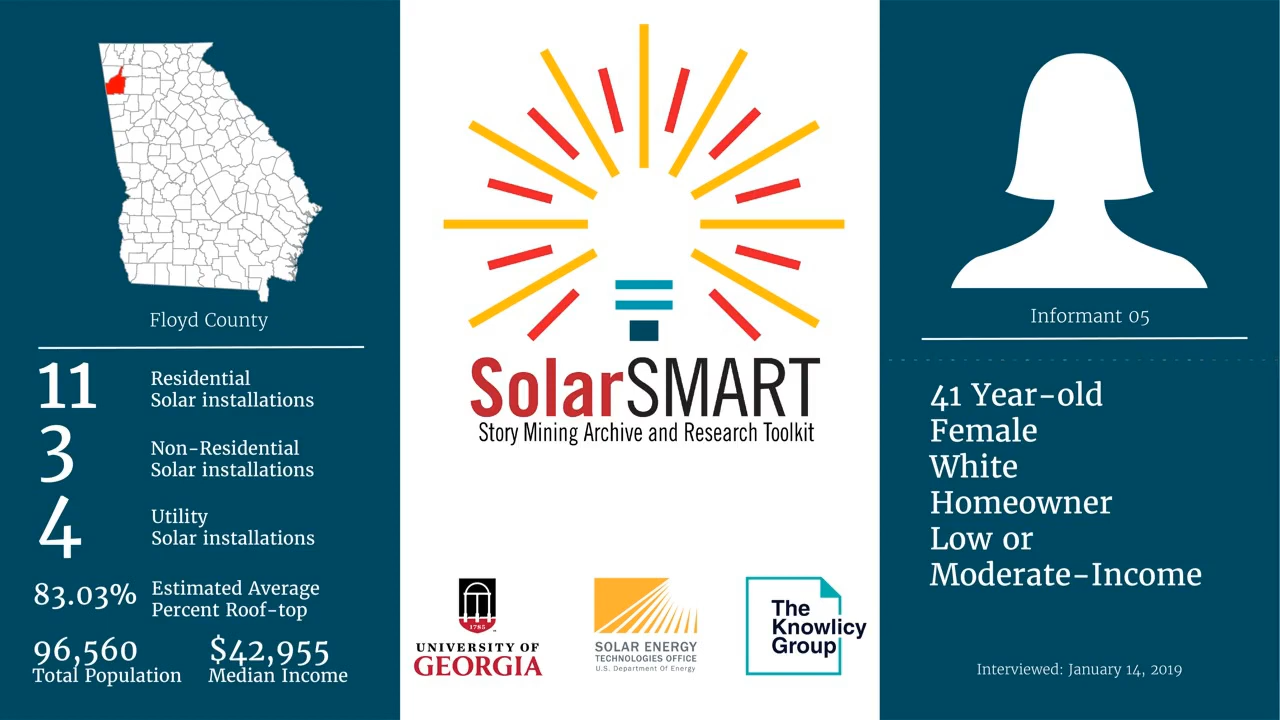 Floyd County
11
Residential
Solar installations
3
Non-Residential
Solar installations
4
Utility
Solar installations
83.03%
Estimated Average
Percent Roof-top
96,560
Total Population
$42,955
Median Income
SolarSMART
Story Mining Archive and Research Toolkit
1785
UNIVERSITY OF
GEORGIA
SOLAR ENERGY
TECHNOLOGIES OFFICE
U.S. Department Of Energy
The
Knowlicy
Group
Informant 05
41 Year-old
Female
White
Homeowner
Low or
Moderate-Income
Interviewed: January 14, 2019